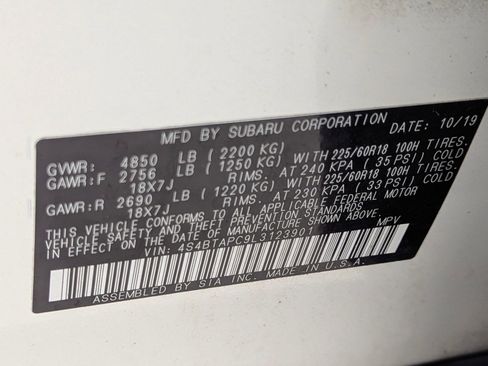 MFD BY SUBARU CORPORATION DATE: 10/19
GVWR: 4850 LB (2200 KG)
GAWR:F 2756 LB (1250 KG) WITH 225/60R18 100H TIRES.
18X7J RIMS. AT 240 KPA (35 PSI) COLD.
GAWR:R 2690 LB (1220 KG) WITH 225/60R18 100H TIRES.
18X7J RIMS. AT 230 KPA (33 PSI) COLD.
THIS VEHICLE CONFORMS TO ALL APPLICABLE FEDERAL MOTOR
VEHICLE SAFETY, BUMPER, AND THEFT PREVENTION STANDARDS
IN EFFECT ON THE DATE OF MANUFACTURE SHOWN ABOVE.
VIN: 4S4BTAPC9L3123901 MPV
ASSEMBLED BY SIA INC. MADE IN U.S.A.